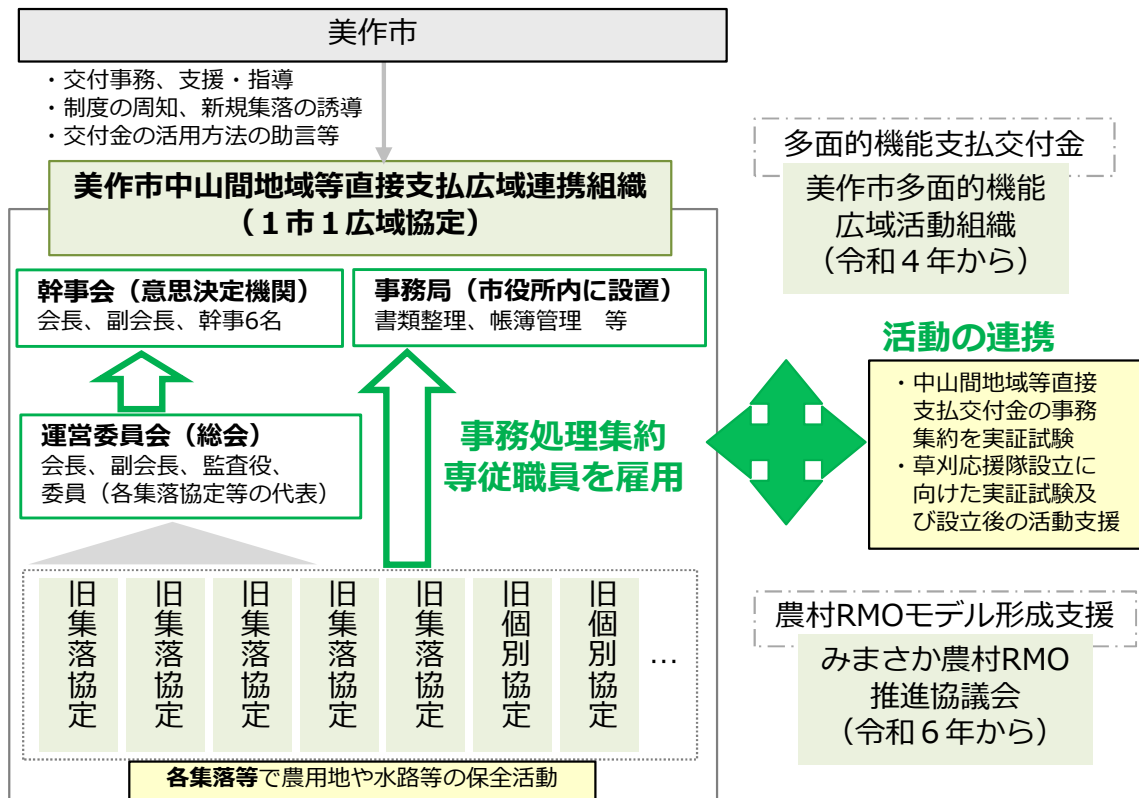 美作市
・交付事務、支援・指導
・制度の周知、新規集落の誘導
・交付金の活用方法の助言等
美作市中山間地域等直接支払広域連携組織
（１市１広域協定）
幹事会（意思決定機関）
会長、副会長、幹事6名
事務局（市役所内に設置）
書類整理、帳簿管理　等
運営委員会（総会）
会長、副会長、監査役、
委員（各集落協定等の代表）
事務処理集約
専従職員を雇用
旧集落協定
旧集落協定
旧集落協定
旧集落協定
旧集落協定
旧個別協定
旧個別協定
…
各集落等で農用地や水路等の保全活動
多面的機能支払交付金
美作市多面的機能
広域活動組織
（令和４年から）
活動の連携
・中山間地域等直接
支払交付金の事務
集約を実証試験
・草刈応援隊設立に
向けた実証試験及
び設立後の活動支援
農村RMOモデル形成支援
みまさか農村RMO
推進協議会
（令和６年から）